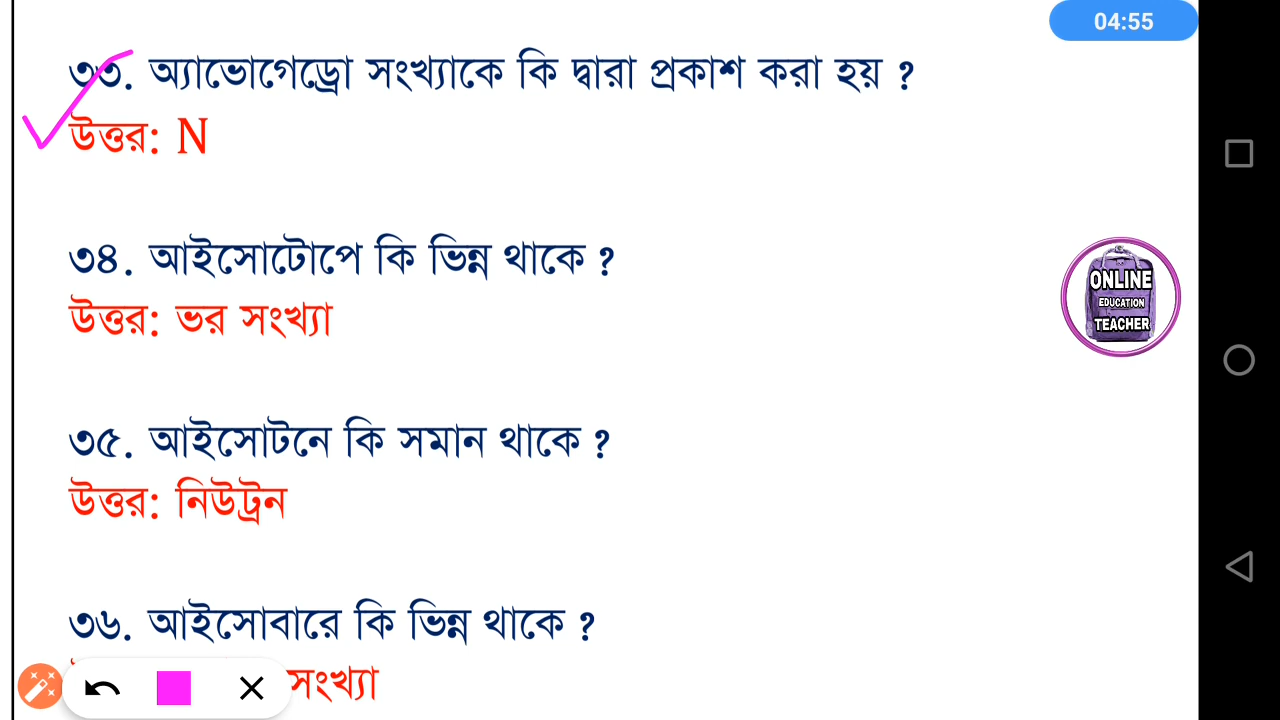 04:55
৩৩. অ্যাভোগেড্রো সংখ্যাকে কি দ্বারা প্রকাশ করা হয় ?
উত্তর: N
৩৪. আইসোটোপে কি ভিন্ন থাকে ?
উত্তর: ভর সংখ্যা
ONLINE
EDUCATION
TEACHER
৩৫. আইসোটনে কি সমান থাকে ?
উত্তর: নিউট্রন
৩৬. আইসোবারে কি ভিন্ন থাকে ?
সংখ্যা